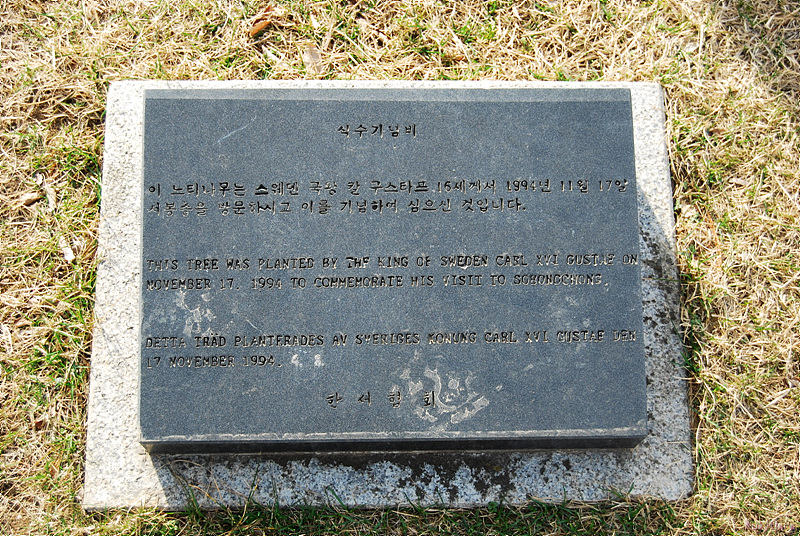 식수기념비
이 느티나무는 스웨덴 국왕 칼 구스타프 16세께서 1994년 11월 17일
서봉총을 방문하시고 이를 기념하여 심으신 것입니다.
THIS TREE WAS PLANTED BY THE KING OF SWEDEN CARL XVI GUSTAF ON
NOVEMBER 17, 1994 TO COMMEMORATE HIS VISIT TO SOBONGCHONG.
DETTA TRÄD PLANTERADES AV SWERIGES KONUNG CARL XVI GUSTAF DEN
17 NOVEMBER 1994.
한 서 협 회